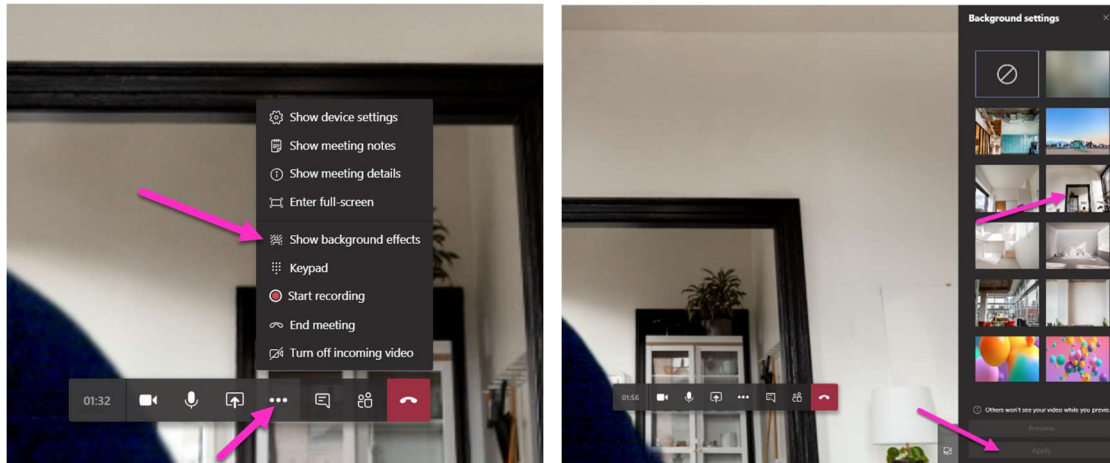 Show device settings
Show meeting notes
Show meeting details
Enter full-screen
Show background effects
Keypad
Start recording
End meeting
Turn off incoming video
01:32
Background settings
01:56
Others won't see your video while you previe
Preview
Apply